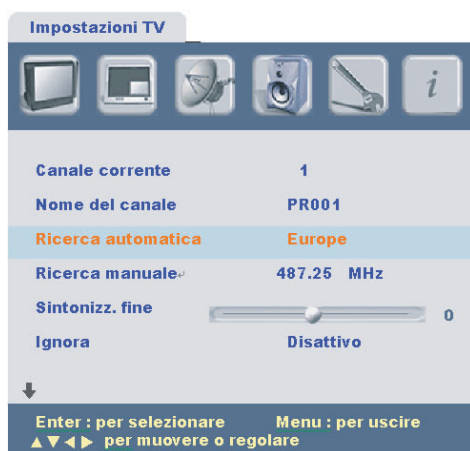 Impostazioni TV
i
Canale corrente 1
Nome del canale PR001
Ricerca automatica Europe
Ricerca manuale↵ 487.25 MHz
Sintonizz. fine 0
Ignora Disattivo
Enter : per selezionare Menu : per uscire
▲▼◄► per muovere o regolare